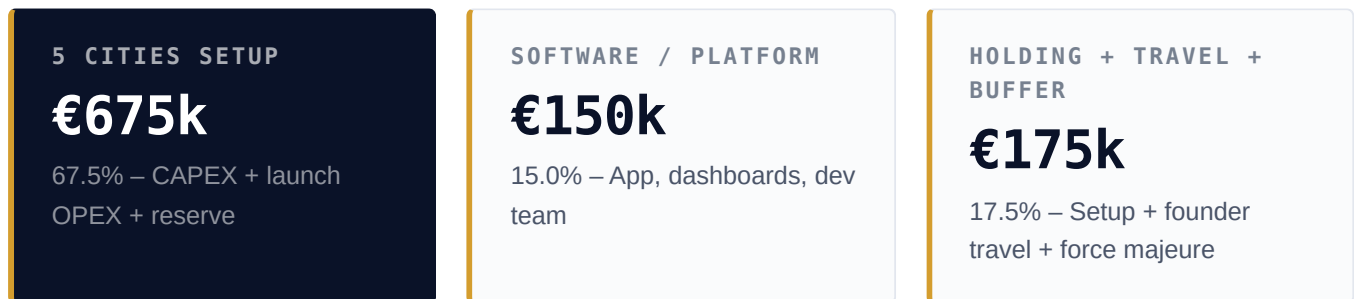 5 CITIES SETUP
€675k
67.5% – CAPEX + launch
OPEX + reserve
SOFTWARE / PLATFORM
€150k
15.0% – App, dashboards, dev
team
HOLDING + TRAVEL +
BUFFER
€175k
17.5% – Setup + founder
travel + force majeure